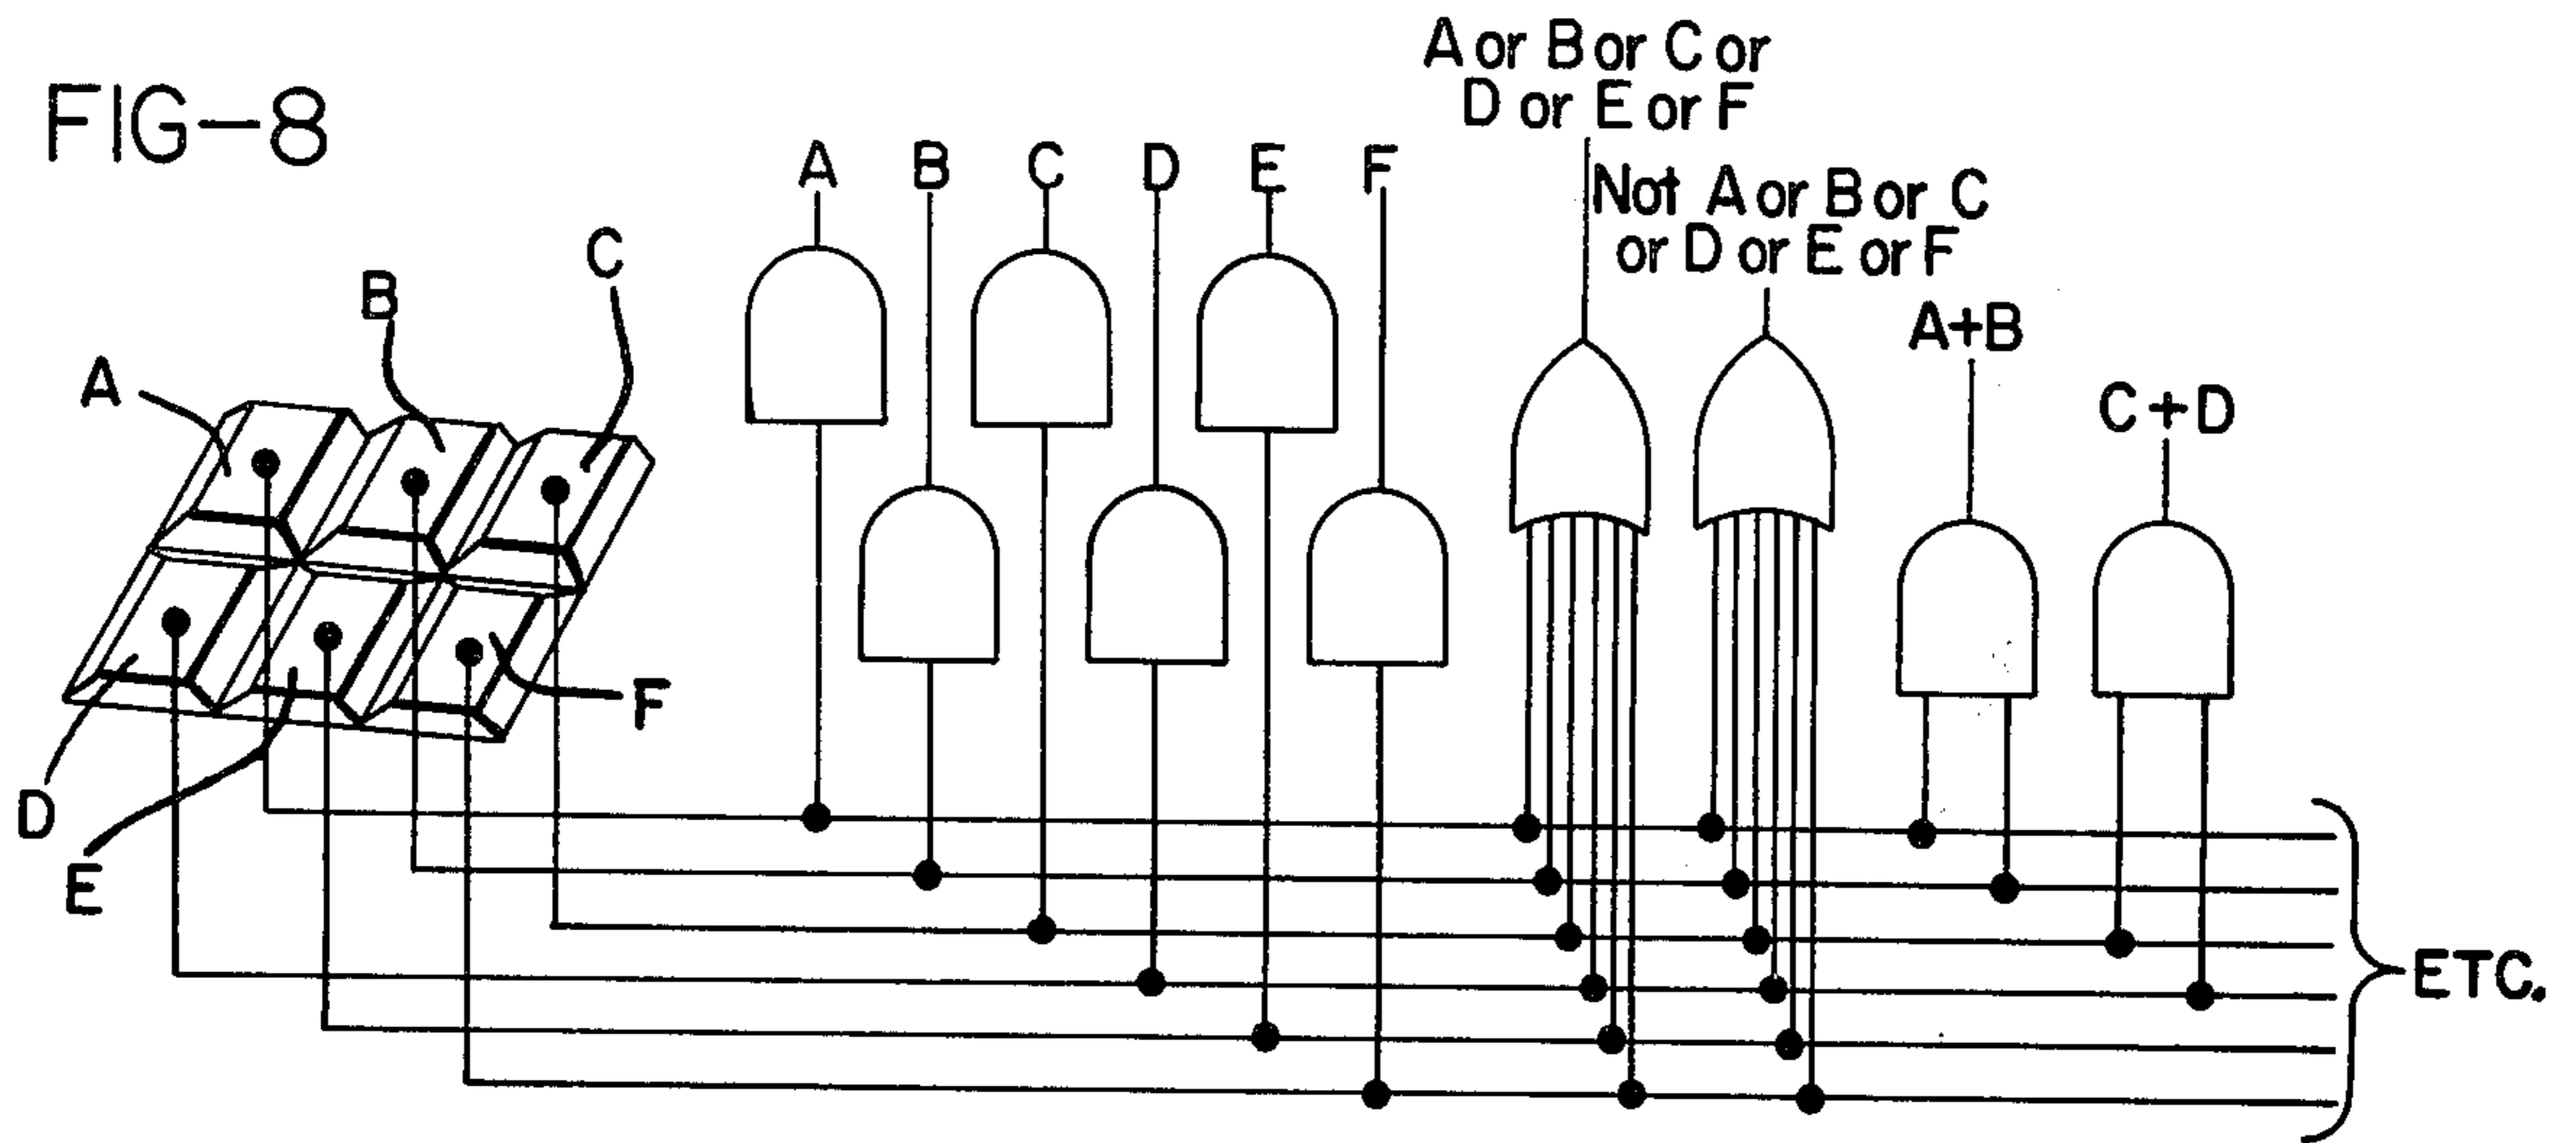 FIG-8
A or B or C or
D or E or F
Not A or B or C
or D or E or F
A
B
C
D
E
F
A+B
C+D
A
B
C
D
E
F
ETC.